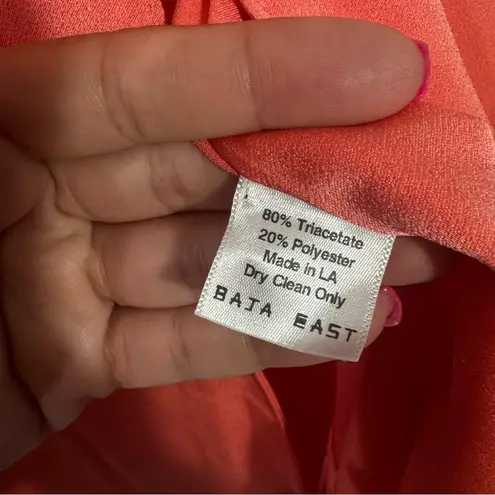 80% Triacetate
20% Polyester
Made in LA
Dry Clean Only
BAJA EAST